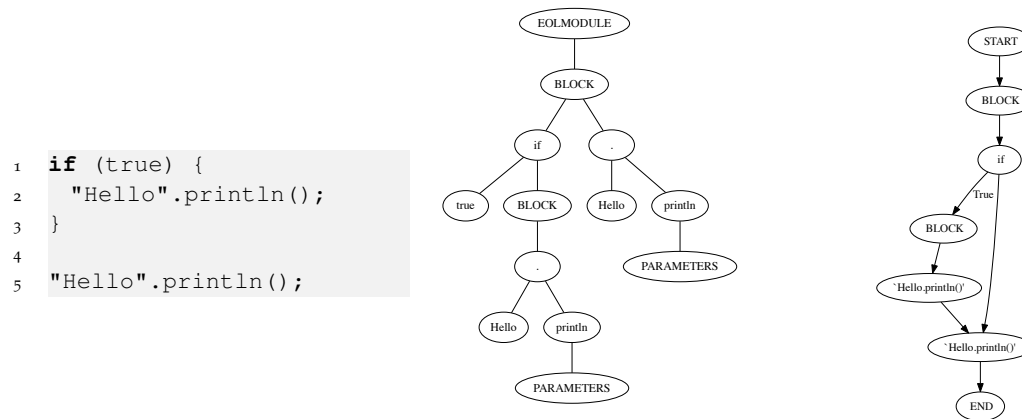 1 if (true) {
2 "Hello".println();
3 }
4
5 "Hello".println();
EOLMODULE
BLOCK
if .
true BLOCK Hello println
. PARAMETERS
Hello println
PARAMETERS
START
BLOCK
if
True
BLOCK
`Hello.println()'
`Hello.println()'
END